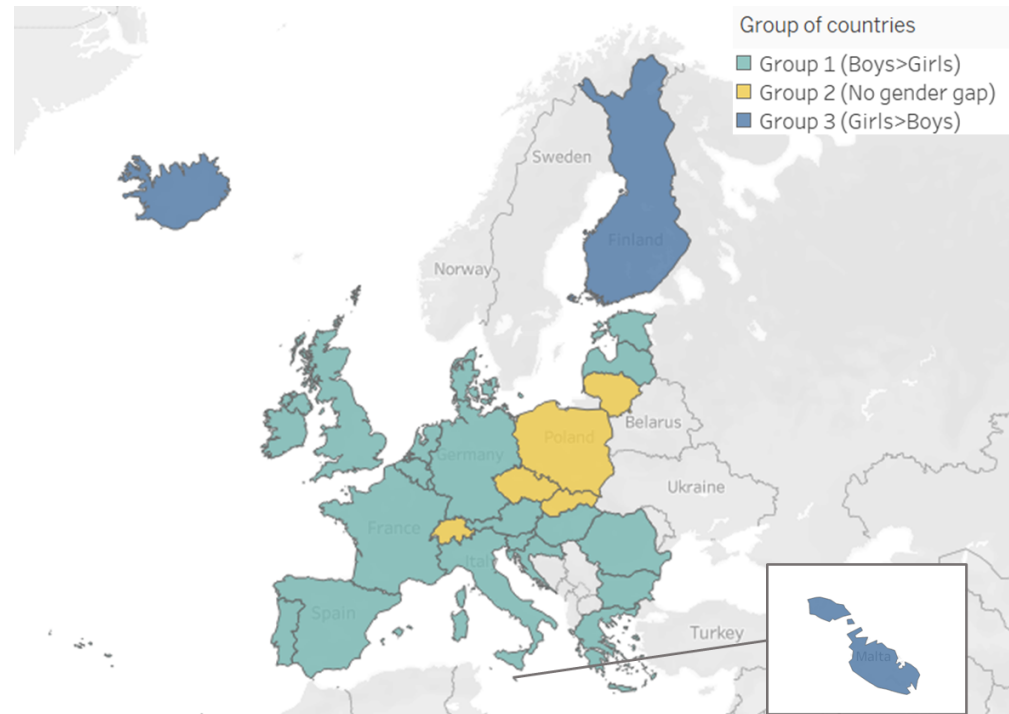 Group of countries
Group 1 (Boys>Girls)
Group 2 (No gender gap)
Group 3 (Girls>Boys)
Sweden
Finland
Norway
Belarus
Poland
Germany
Ukraine
France
Italy
Spain
Turkey
Malta